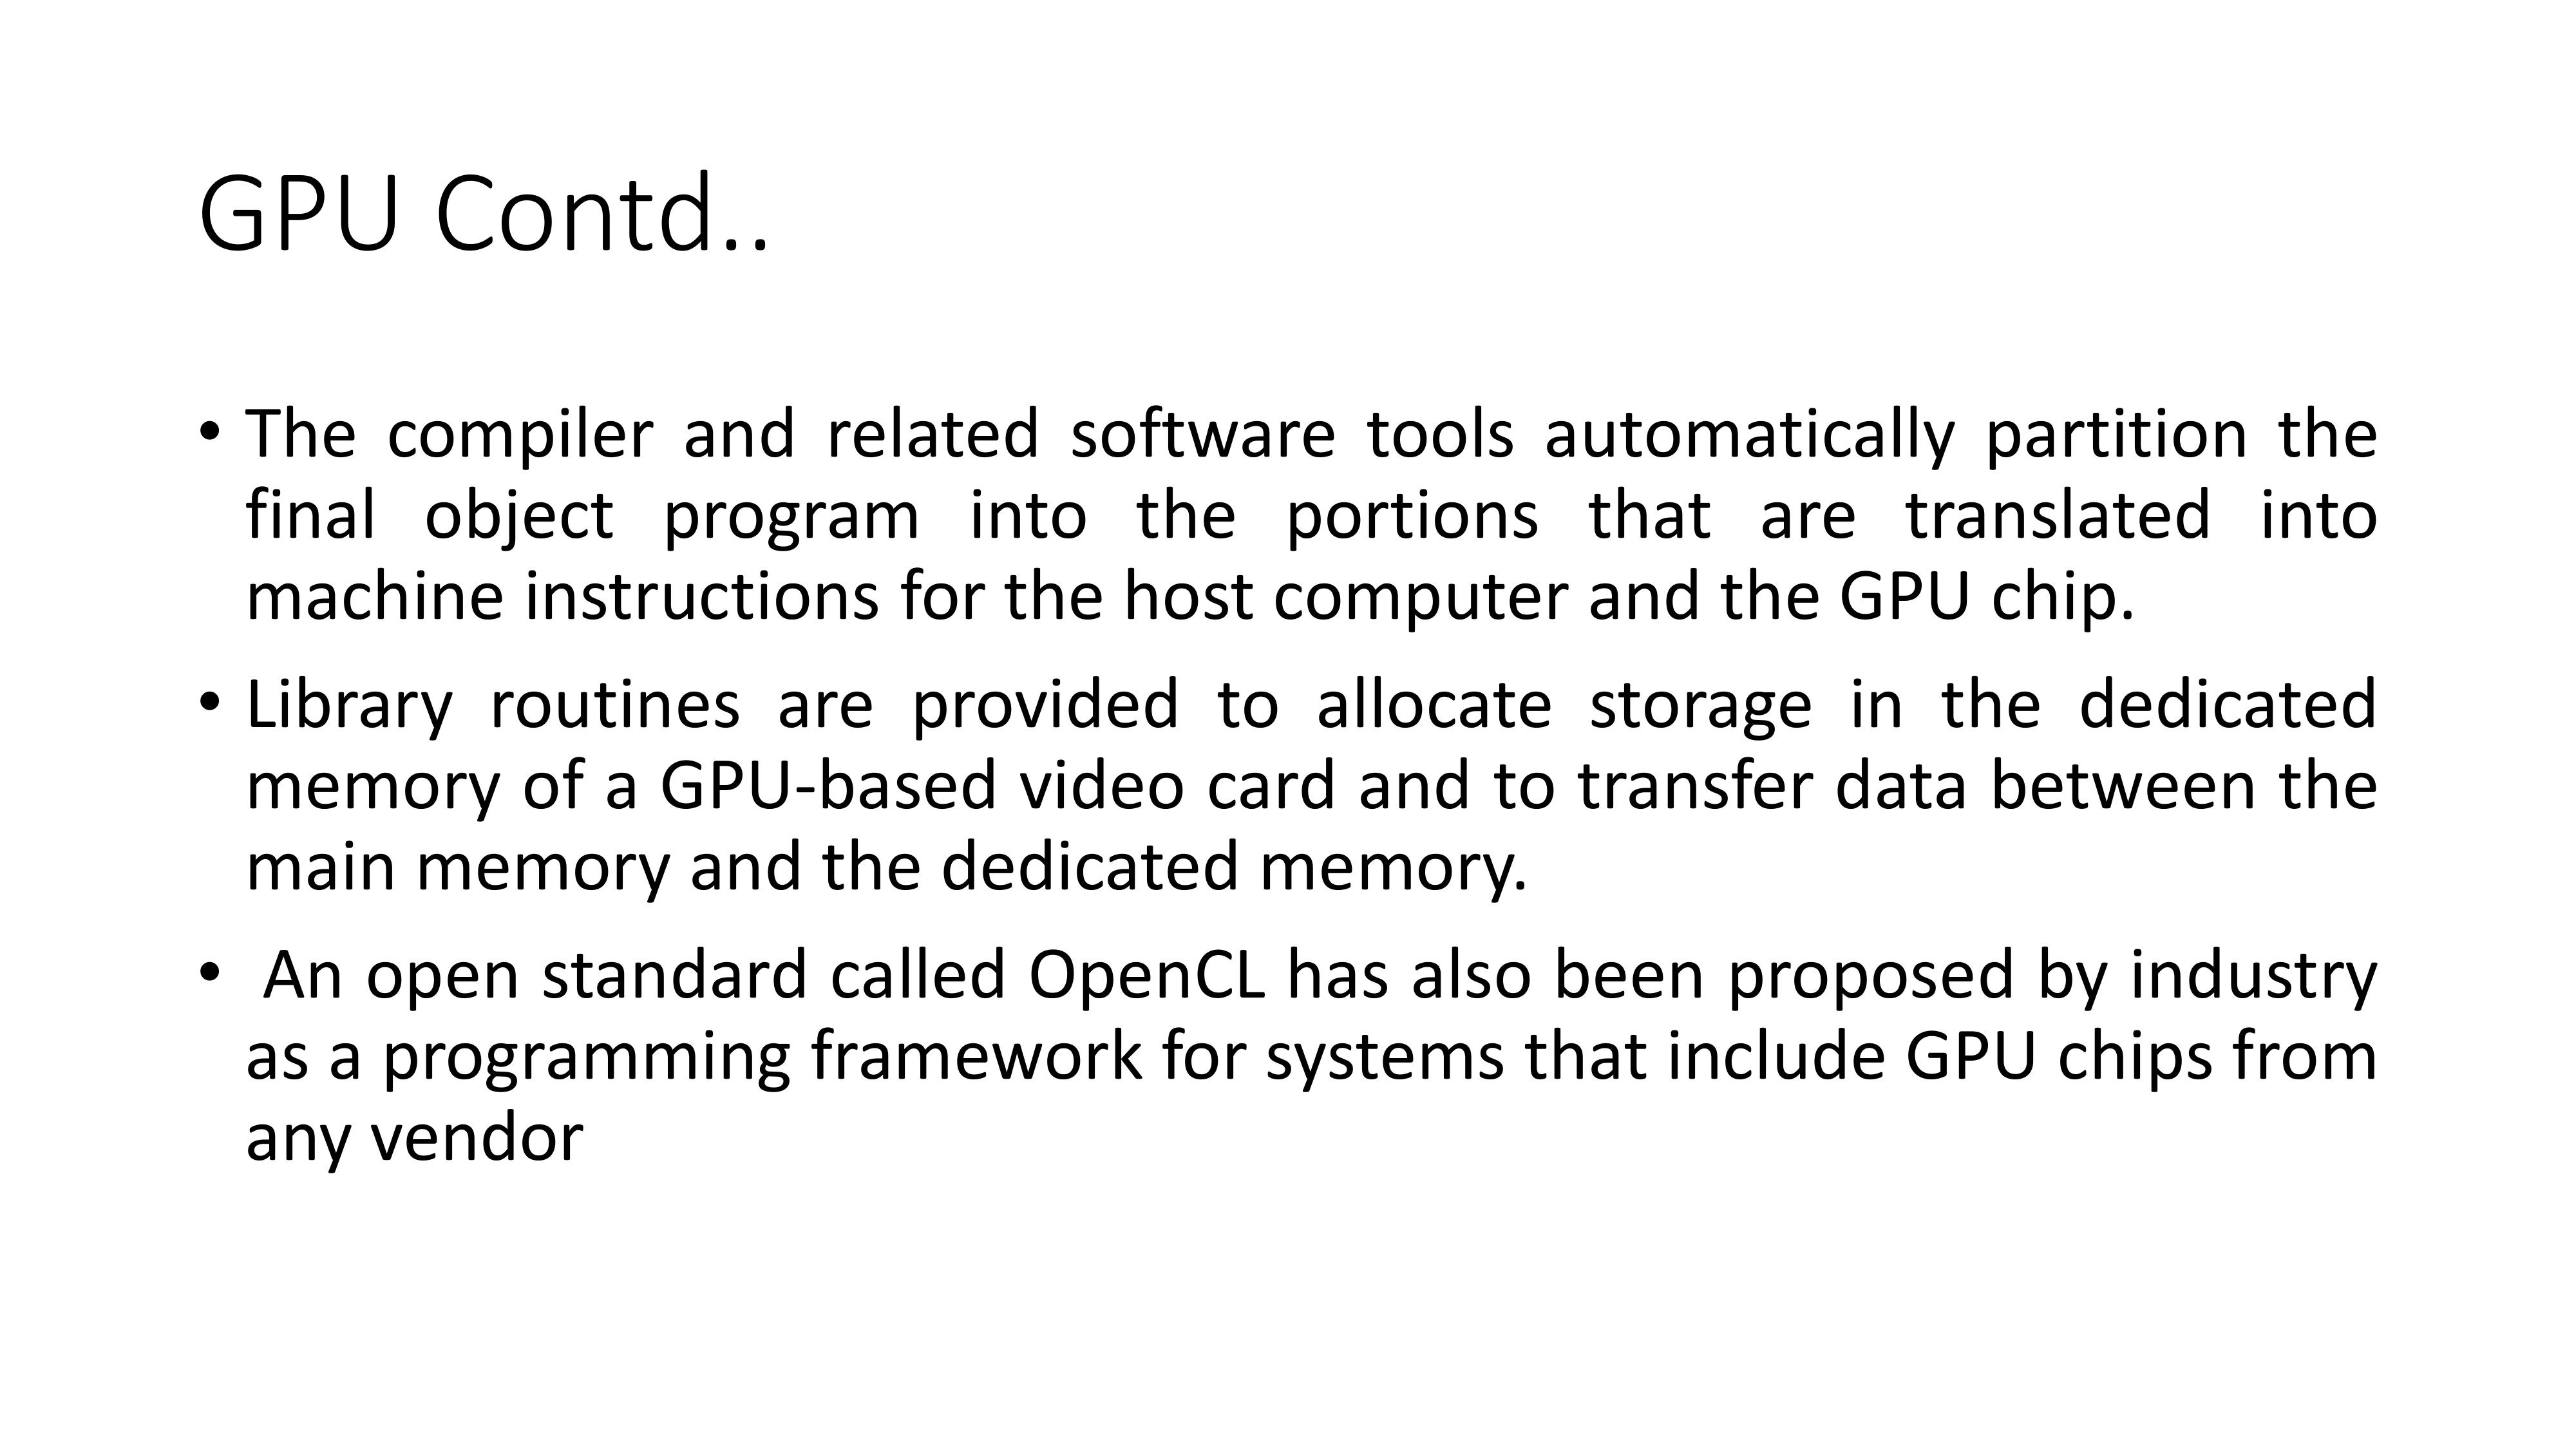 GPU Contd..
• The compiler and related software tools automatically partition the
final object program into the portions that are translated into
machine instructions for the host computer and the GPU chip.
• Library routines are provided to allocate storage in the dedicated
memory of a GPU-based video card and to transfer data between the
main memory and the dedicated memory.
• An open standard called OpenCL has also been proposed by industry
as a programming framework for systems that include GPU chips from
any vendor